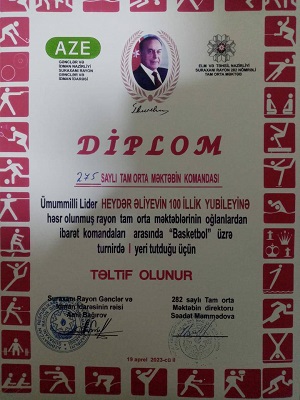 AZE
GƏNCLƏR VƏ
İDMAN NAZİRLİYİ
SURAXANI RAYON
GƏNCLƏR VƏ
İDMAN İDARƏSİ
ELM VƏ TƏHSİL NAZİRLİYİ
SURAXANI RAYON 282 NÖMRƏLİ
TAM ORTA MƏKTƏB
DİPLOM
275 SAYLI TAM ORTA MƏKTƏBİN KOMANDASI
Ümummilli Lider HEYDƏR ƏLİYEVİN 100 İLLİK YUBİLEYİNƏ
həsr olunmuş rayon tam orta məktəblərinin oğlanlardan
ibarət komandaları arasında "Basketbol" üzrə
turnirdə I yeri tutduğu üçün
TƏLTİF OLUNUR
Suraxanı Rayon Gənclər və
İdman İdarəsinin rəisi
Bağırov
282 saylı Tam orta
Məktəbin direktoru
Səadət Məmmədova
19 aprel 2023-cü il